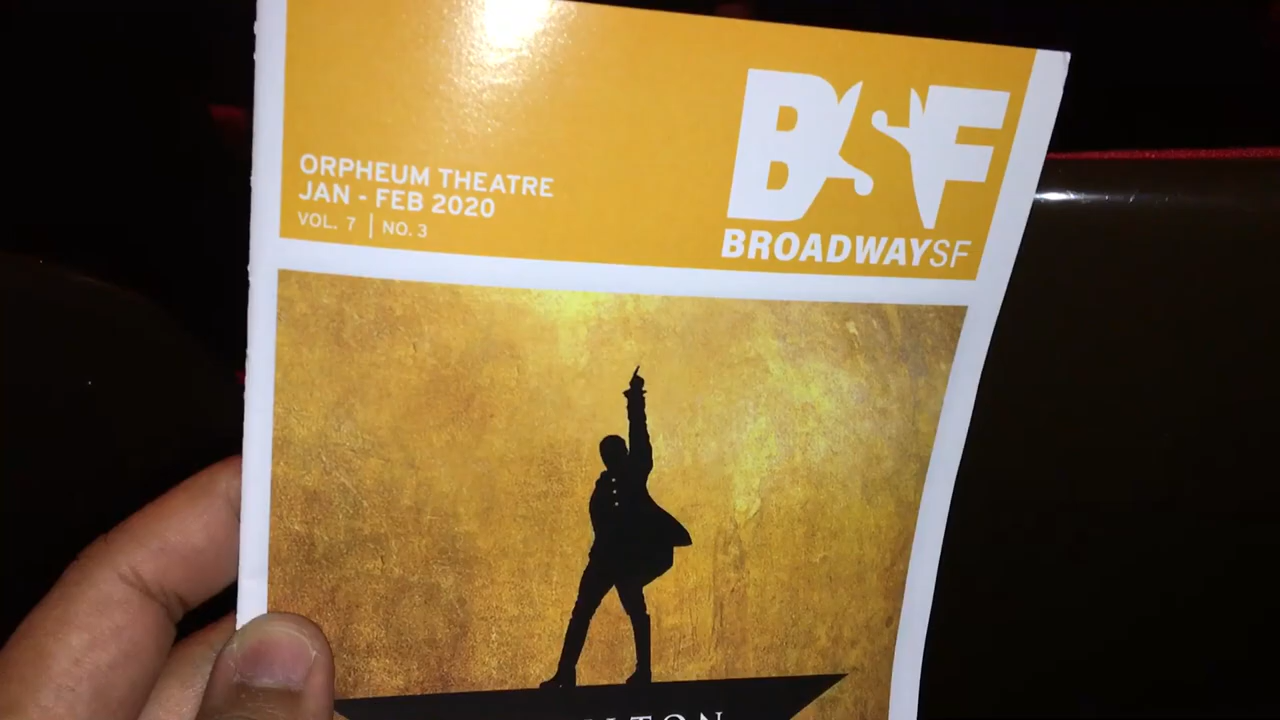 ORPHEUM THEATRE
JAN - FEB 2020
VOL. 7 | NO. 3
BSF
BROADWAYSF